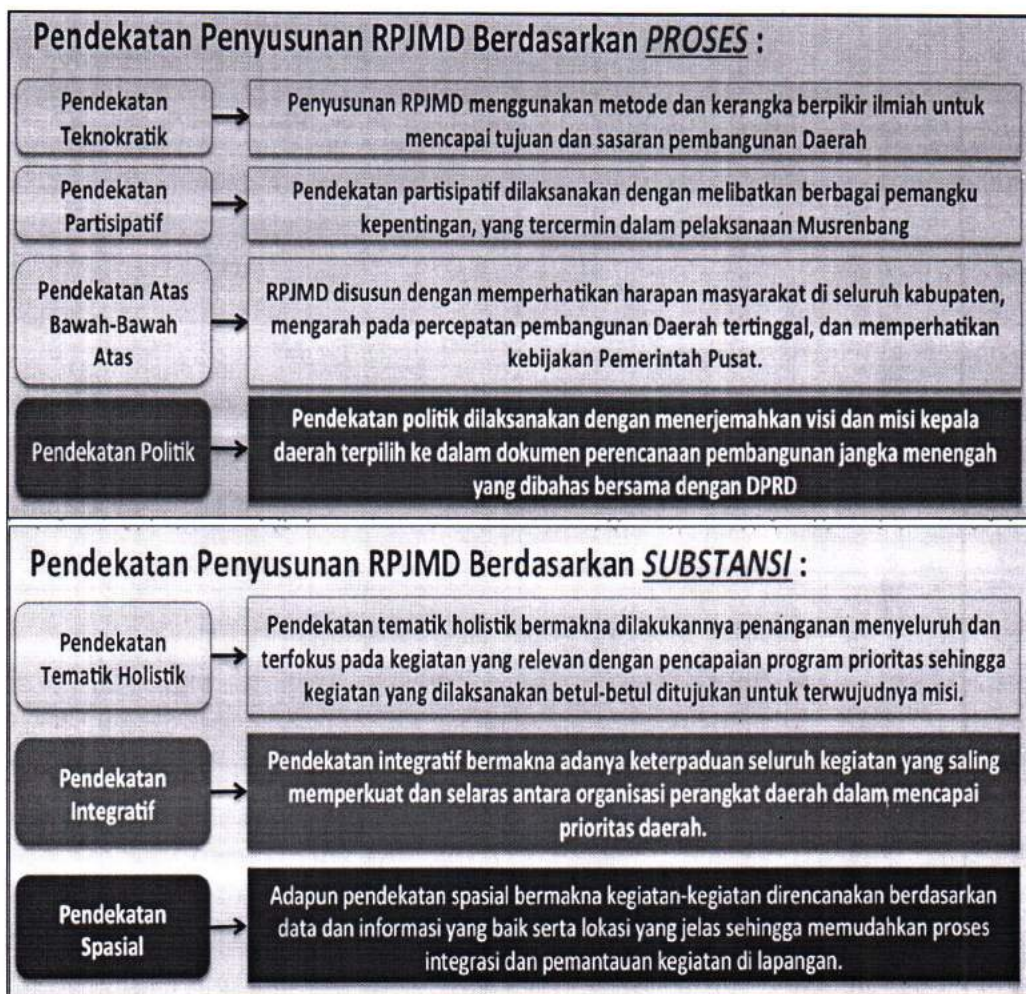 Pendekatan Penyusunan RPJMD Berdasarkan PROSES :
Pendekatan
Teknokratik
Penyusunan RPJMD menggunakan metode dan kerangka berpikir ilmiah untuk
mencapai tujuan dan sasaran pembangunan Daerah
Pendekatan
Partisipatif
Pendekatan partisipatif dilaksanakan dengan melibatkan berbagai pemangku
kepentingan, yang tercermin dalam pelaksanaan Musrenbang
Pendekatan Atas
Bawah-Bawah
Atas
RPJMD disusun dengan memperhatikan harapan masyarakat di seluruh kabupaten,
mengarah pada percepatan pembangunan Daerah tertinggal, dan memperhatikan
kebijakan Pemerintah Pusat.
Pendekatan Politik
Pendekatan politik dilaksanakan dengan menerjemahkan visi dan misi kepala
daerah terpilih ke dalam dokumen perencanaan pembangunan jangka menengah
yang dibahas bersama dengan DPRD
Pendekatan Penyusunan RPJMD Berdasarkan SUBSTANSI :
Pendekatan
Tematik Holistik
Pendekatan tematik holistik bermakna dilakukannya penanganan menyeluruh dan
terfokus pada kegiatan yang relevan dengan pencapaian program prioritas sehingga
kegiatan yang dilaksanakan betul-betul ditujukan untuk terwujudnya misi.
Pendekatan
Integratif
Pendekatan integratif bermakna adanya keterpaduan seluruh kegiatan yang saling
memperkuat dan selaras antara organisasi perangkat daerah dalam mencapai
prioritas daerah.
Pendekatan
Spasial
Adapun pendekatan spasial bermakna kegiatan-kegiatan direncanakan berdasarkan
data dan informasi yang baik serta lokasi yang jelas sehingga memudahkan proses
integrasi dan pemantauan kegiatan di lapangan.